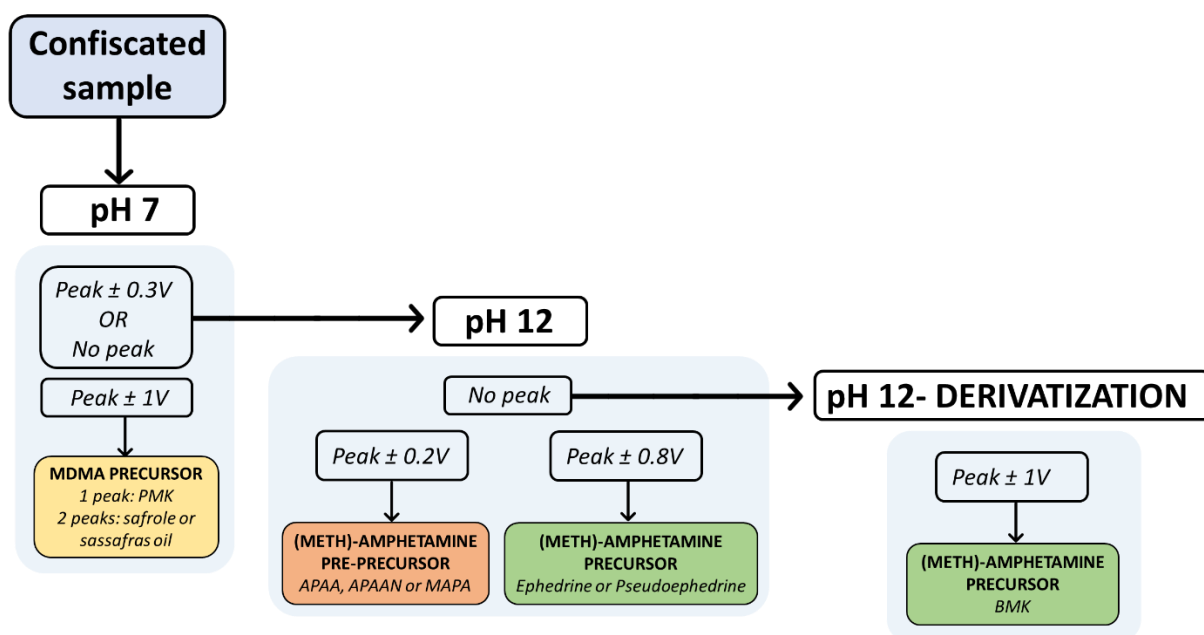 Confiscated
sample
pH 7
Peak ± 0.3V
OR
No peak
Peak ± 1V
MDMA PRECURSOR
1 peak: PMK
2 peaks: safrole or
sassafras oil
pH 12
No peak
Peak ± 0.2V
(METH)-AMPHETAMINE
PRE-PRECURSOR
APAA, APAAN or MAPA
Peak ± 0.8V
(METH)-AMPHETAMINE
PRECURSOR
Ephedrine or Pseudoephedrine
pH 12- DERIVATIZATION
Peak ± 1V
(METH)-AMPHETAMINE
PRECURSOR
BMK